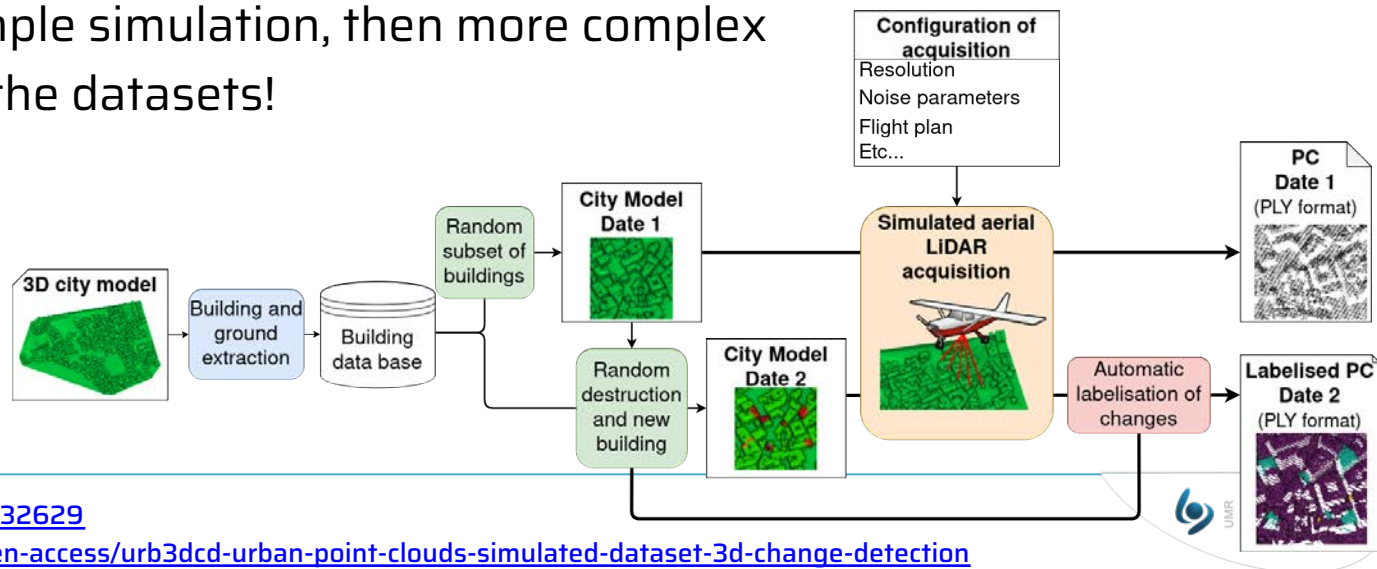 mple simulation, then more complex
the datasets!
Configuration of
acquisition
Resolution
Noise parameters
Flight plan
Etc...
3D city model
Building and
ground
extraction
Building
data base
Random
subset of
buildings
City Model
Date 1
Random
destruction
and new
building
City Model
Date 2
Simulated aerial
LiDAR
acquisition
Automatic
labelisation of
changes
PC
Date 1
(PLY format)
Labelised PC
Date 2
(PLY format)
32629
en-access/urb3dcd-urban-point-clouds-simulated-dataset-3d-change-detection
UMR